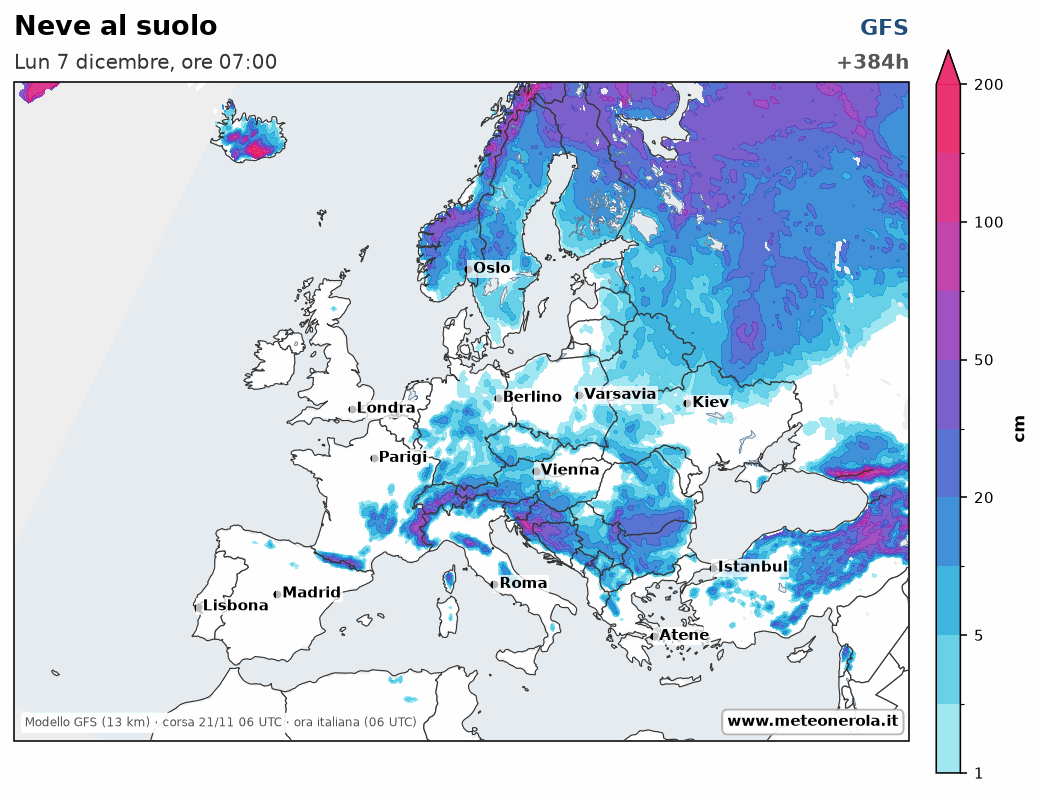 Neve al suolo
GFS
Lun 7 dicembre, ore 07:00
+384h
200
100
50
20
5
1
cm
Oslo
Berlino
Varsavia
Kiev
Londra
Parigi
Vienna
Istanbul
Roma
Madrid
Lisbona
Atene
Modello GFS (13 km) · corsa 21/11 06 UTC · ora italiana (06 UTC)
www.meteonerola.it